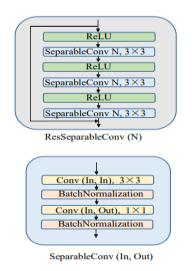 ReLU
SeparableConv N, 3×3
ReLU
SeparableConv N, 3×3
ReLU
SeparableConv N, 3×3
ResSeparableConv (N)
Conv (In, In), 3×3
BatchNormalization
Conv (In, Out), 1×1
BatchNormalization
SeparableConv (In, Out)